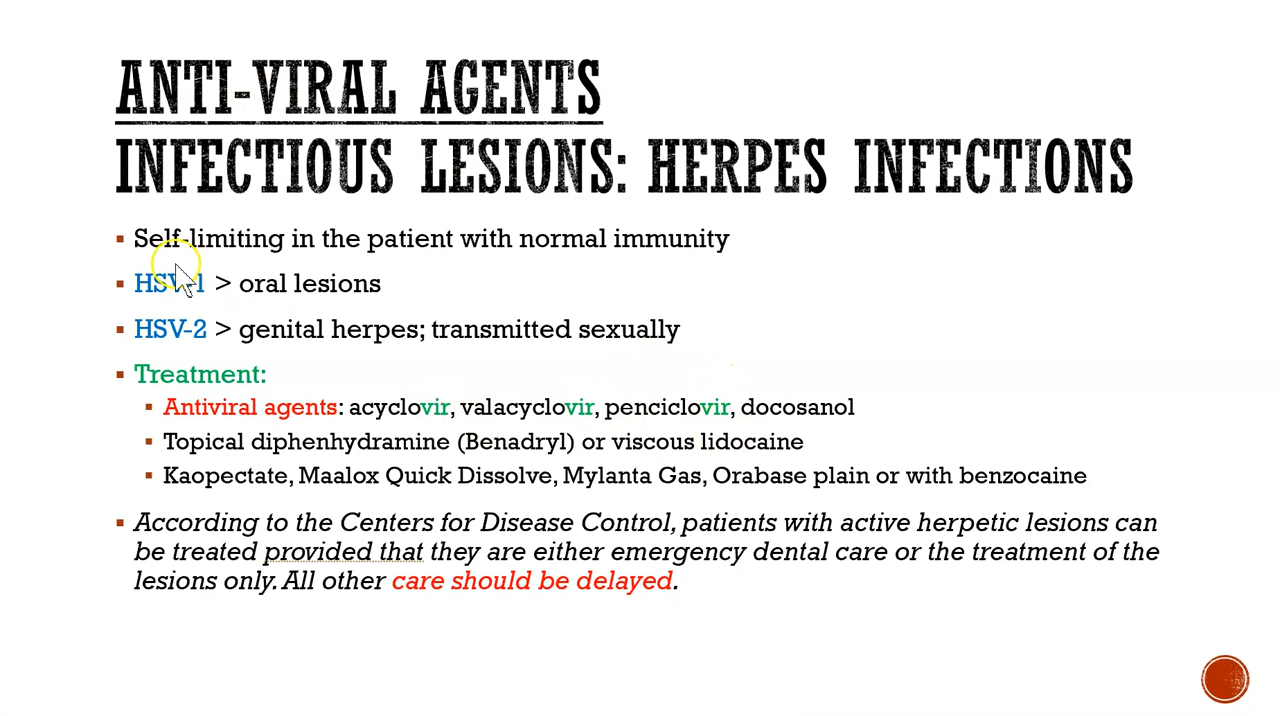 ANTI-VIRAL AGENTS
INFECTIOUS LESIONS: HERPES INFECTIONS
▪ Self-limiting in the patient with normal immunity
▪ HSV-1 > oral lesions
▪ HSV-2 > genital herpes; transmitted sexually
▪ Treatment:
▪ Antiviral agents: acyclovir, valacyclovir, penciclovir, docosanol
▪ Topical diphenhydramine (Benadryl) or viscous lidocaine
▪ Kaopectate, Maalox Quick Dissolve, Mylanta Gas, Orabase plain or with benzocaine
▪ According to the Centers for Disease Control, patients with active herpetic lesions can
be treated provided that they are either emergency dental care or the treatment of the
lesions only. All other care should be delayed.